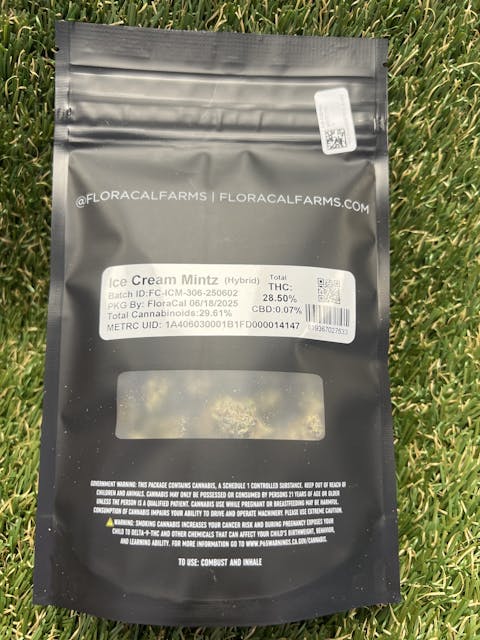 @FLORACALFARMS | FLORACALFARMS.COM
Ice Cream Mintz (Hybrid)
Batch ID:FC-ICM-306-250602
PKG By: FloraCal 06/18/2025
Total Cannabinoids:29.61%
METRC UID: 1A406030001B1FD000014147
Total
THC:
28.50%
CBD:0.07%
GOVERNMENT WARNING: THIS PACKAGE CONTAINS CANNABIS, A SCHEDULE 1 CONTROLLED SUBSTANCE. KEEP OUT OF REACH OF
CHILDREN AND ANIMALS. CANNABIS MAY ONLY BE POSSESSED OR CONSUMED BY PERSONS 21 YEARS OF AGE OR OLDER
UNLESS THE PERSON IS A QUALIFIED PATIENT. CANNABIS USE WHILE PREGNANT OR BREASTFEEDING MAY BE HARMFUL.
CONSUMPTION OF CANNABIS IMPAIRS YOUR ABILITY TO DRIVE AND OPERATE MACHINERY. PLEASE USE EXTREME CAUTION.
WARNING: SMOKING CANNABIS INCREASES YOUR CANCER RISK AND DURING PREGNANCY EXPOSES YOUR
CHILD TO DELTA-9-THC AND OTHER CHEMICALS THAT CAN AFFECT YOUR CHILD'S BIRTHWEIGHT, BEHAVIOR,
AND LEARNING ABILITY. FOR MORE INFORMATION GO TO WWW.P65WARNINGS.CA.GOV/CANNABIS.
TO USE: COMBUST AND INHALE